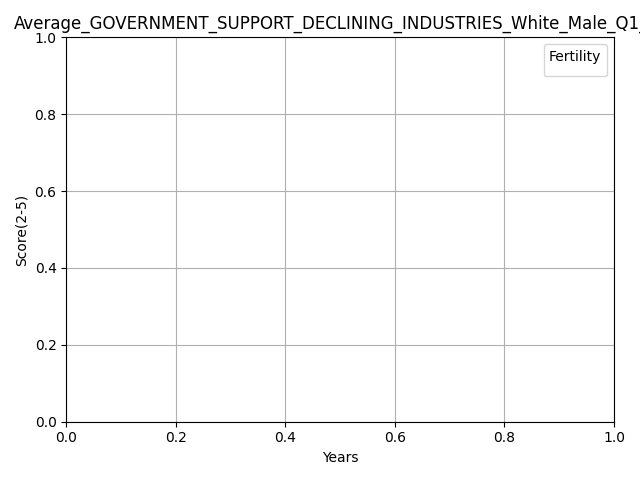 Average_GOVERNMENT_SUPPORT_DECLINING_INDUSTRIES_White_Male_Q1_
Fertility
Score(2-5)
1.0
0.8
0.6
0.4
0.2
0.0
0.0 0.2 0.4 0.6 0.8 1.0
Years